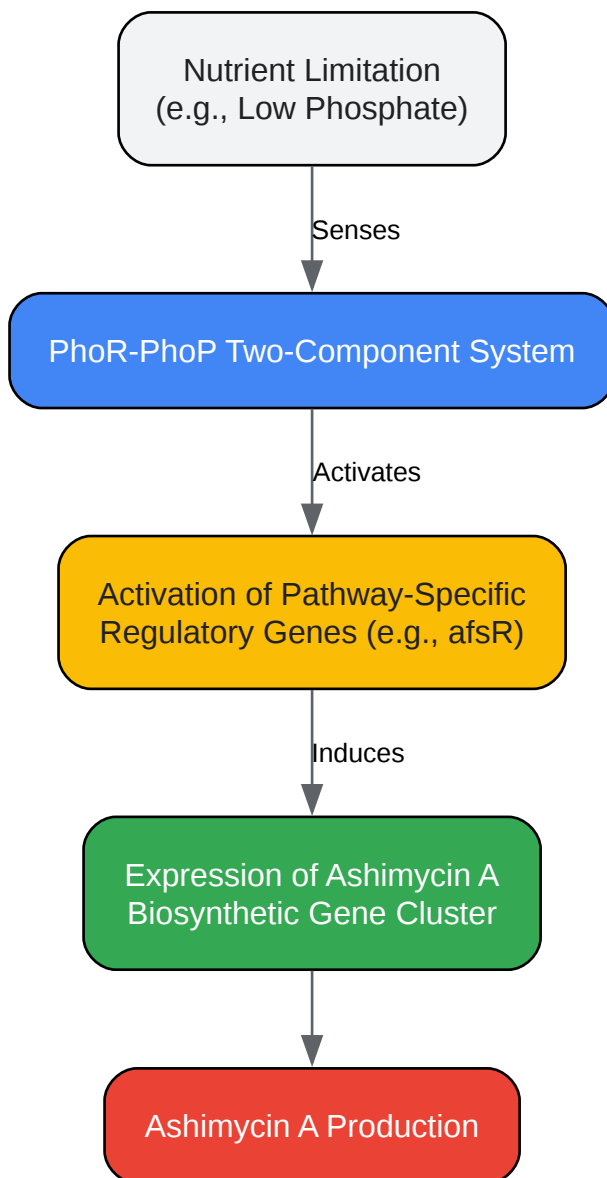 Nutrient Limitation
(e.g., Low Phosphate)
Senses
PhoR-PhoP Two-Component System
Activates
Activation of Pathway-Specific
Regulatory Genes (e.g., afsR)
Induces
Expression of Ashimycin A
Biosynthetic Gene Cluster
Ashimycin A Production